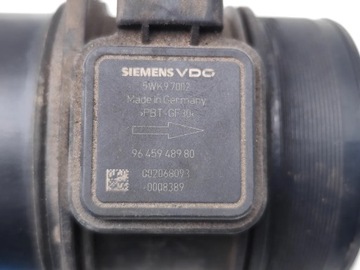 SIEMENS VDO
5WK97002
Made in Germany
>PBT-GF30<
96 459 489 80
G02068093
-0008389